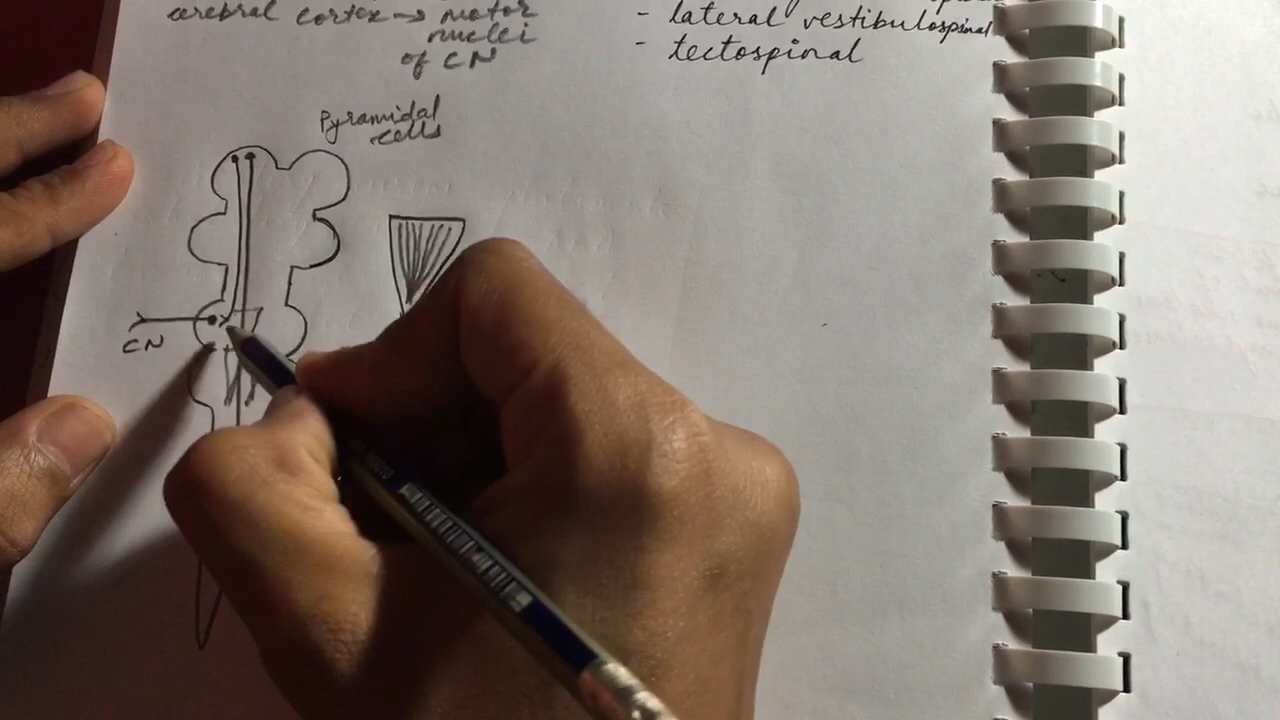 cerebral cortex → motor
nuclei
of CN
- lateral vestibulospinal
- tectospinal
Pyramidal
cells
CN